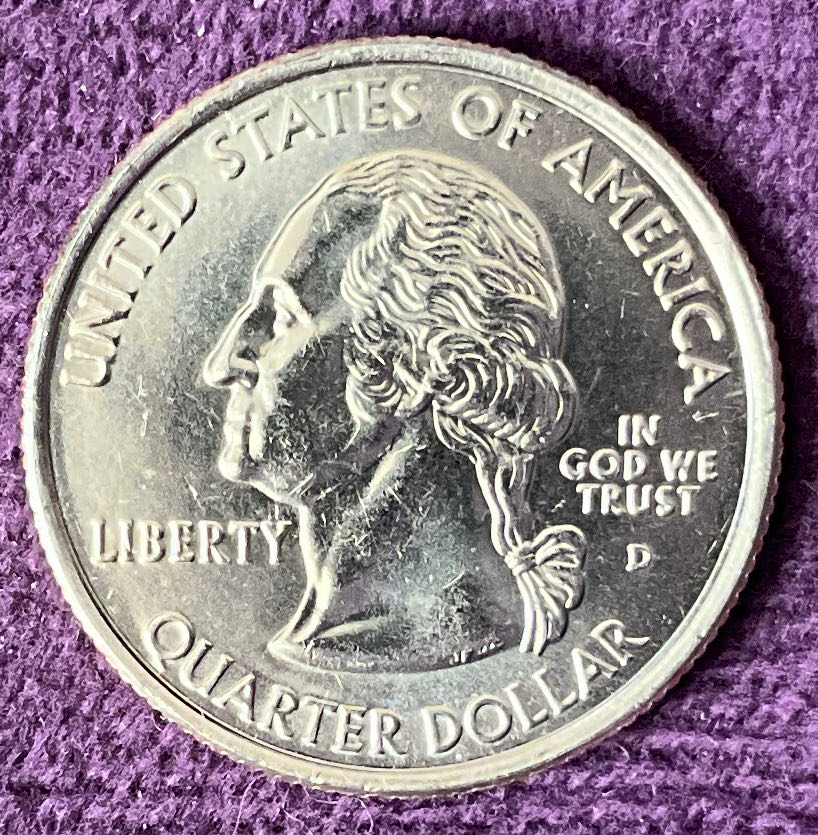 UNITED STATES OF AMERICA
LIBERTY
IN
GOD WE
TRUST
D
QUARTER DOLLAR